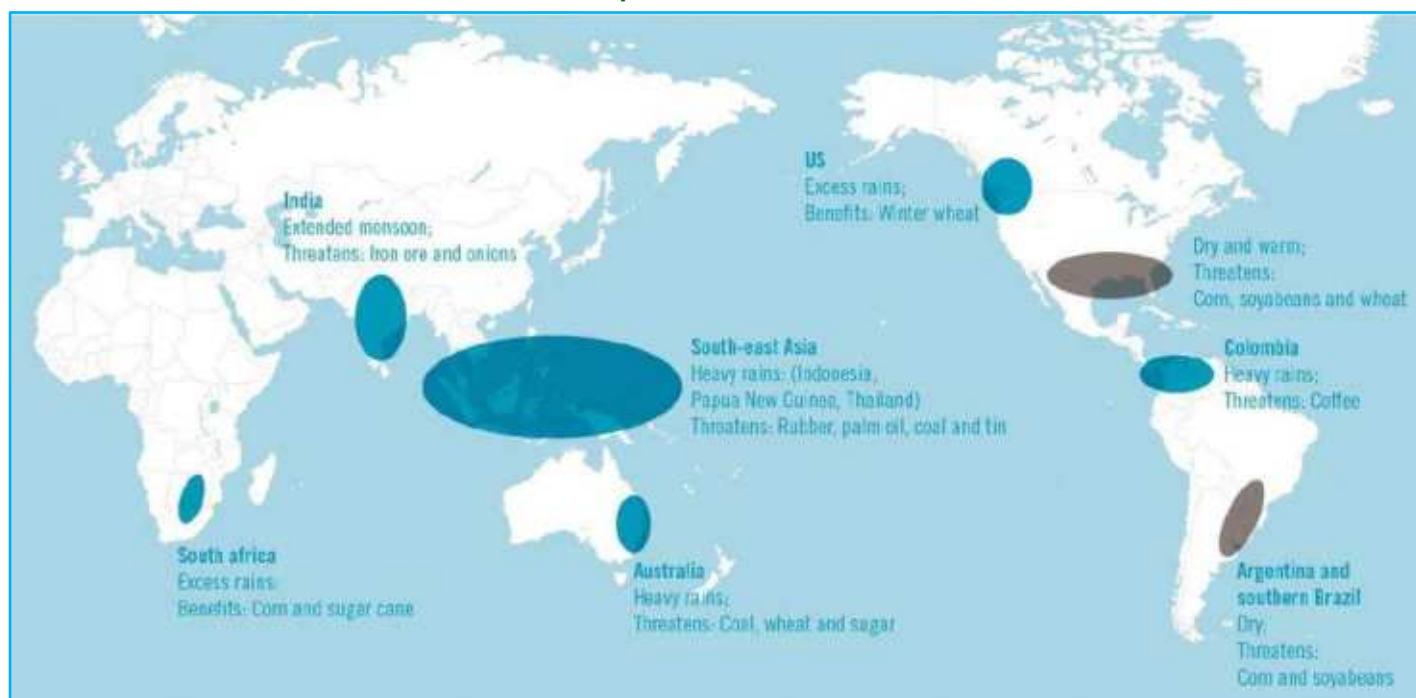 US
Excess rains;
Benefits: Winter wheat
India
Extended monsoon;
Threatens: Iron ore and onions
Dry and warm;
Threatens:
Corn, soyabeans and wheat
South-east Asia
Heavy rains: (Indonesia,
Papua New Guinea, Thailand)
Threatens: Rubber, palm oil, coal and tin
Colombia
Heavy rains;
Threatens: Coffee
South africa
Excess rains:
Benefits: Corn and sugar cane
Australia
Heavy rains;
Threatens: Coal, wheat and sugar
Argentina and
southern Brazil
Dry;
Threatens:
Corn and soyabeans